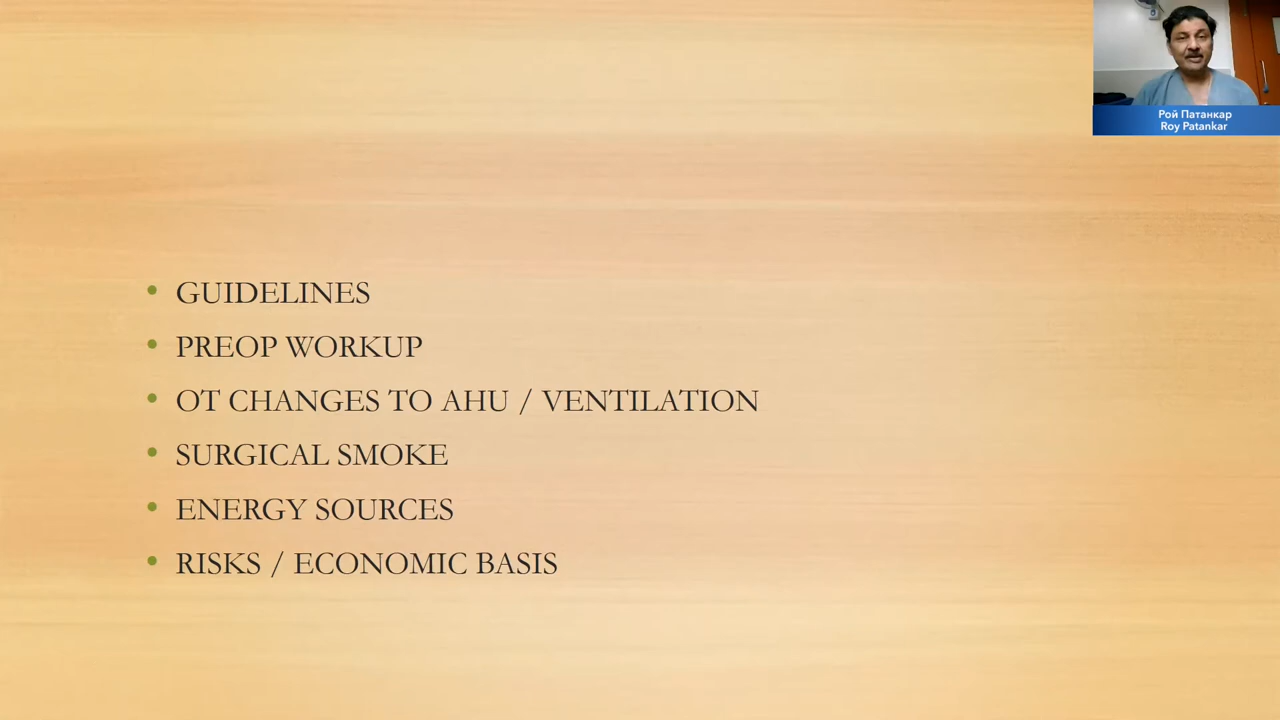 Рой Патанкар
Roy Patankar
• GUIDELINES
• PREOP WORKUP
• OT CHANGES TO AHU / VENTILATION
• SURGICAL SMOKE
• ENERGY SOURCES
• RISKS / ECONOMIC BASIS